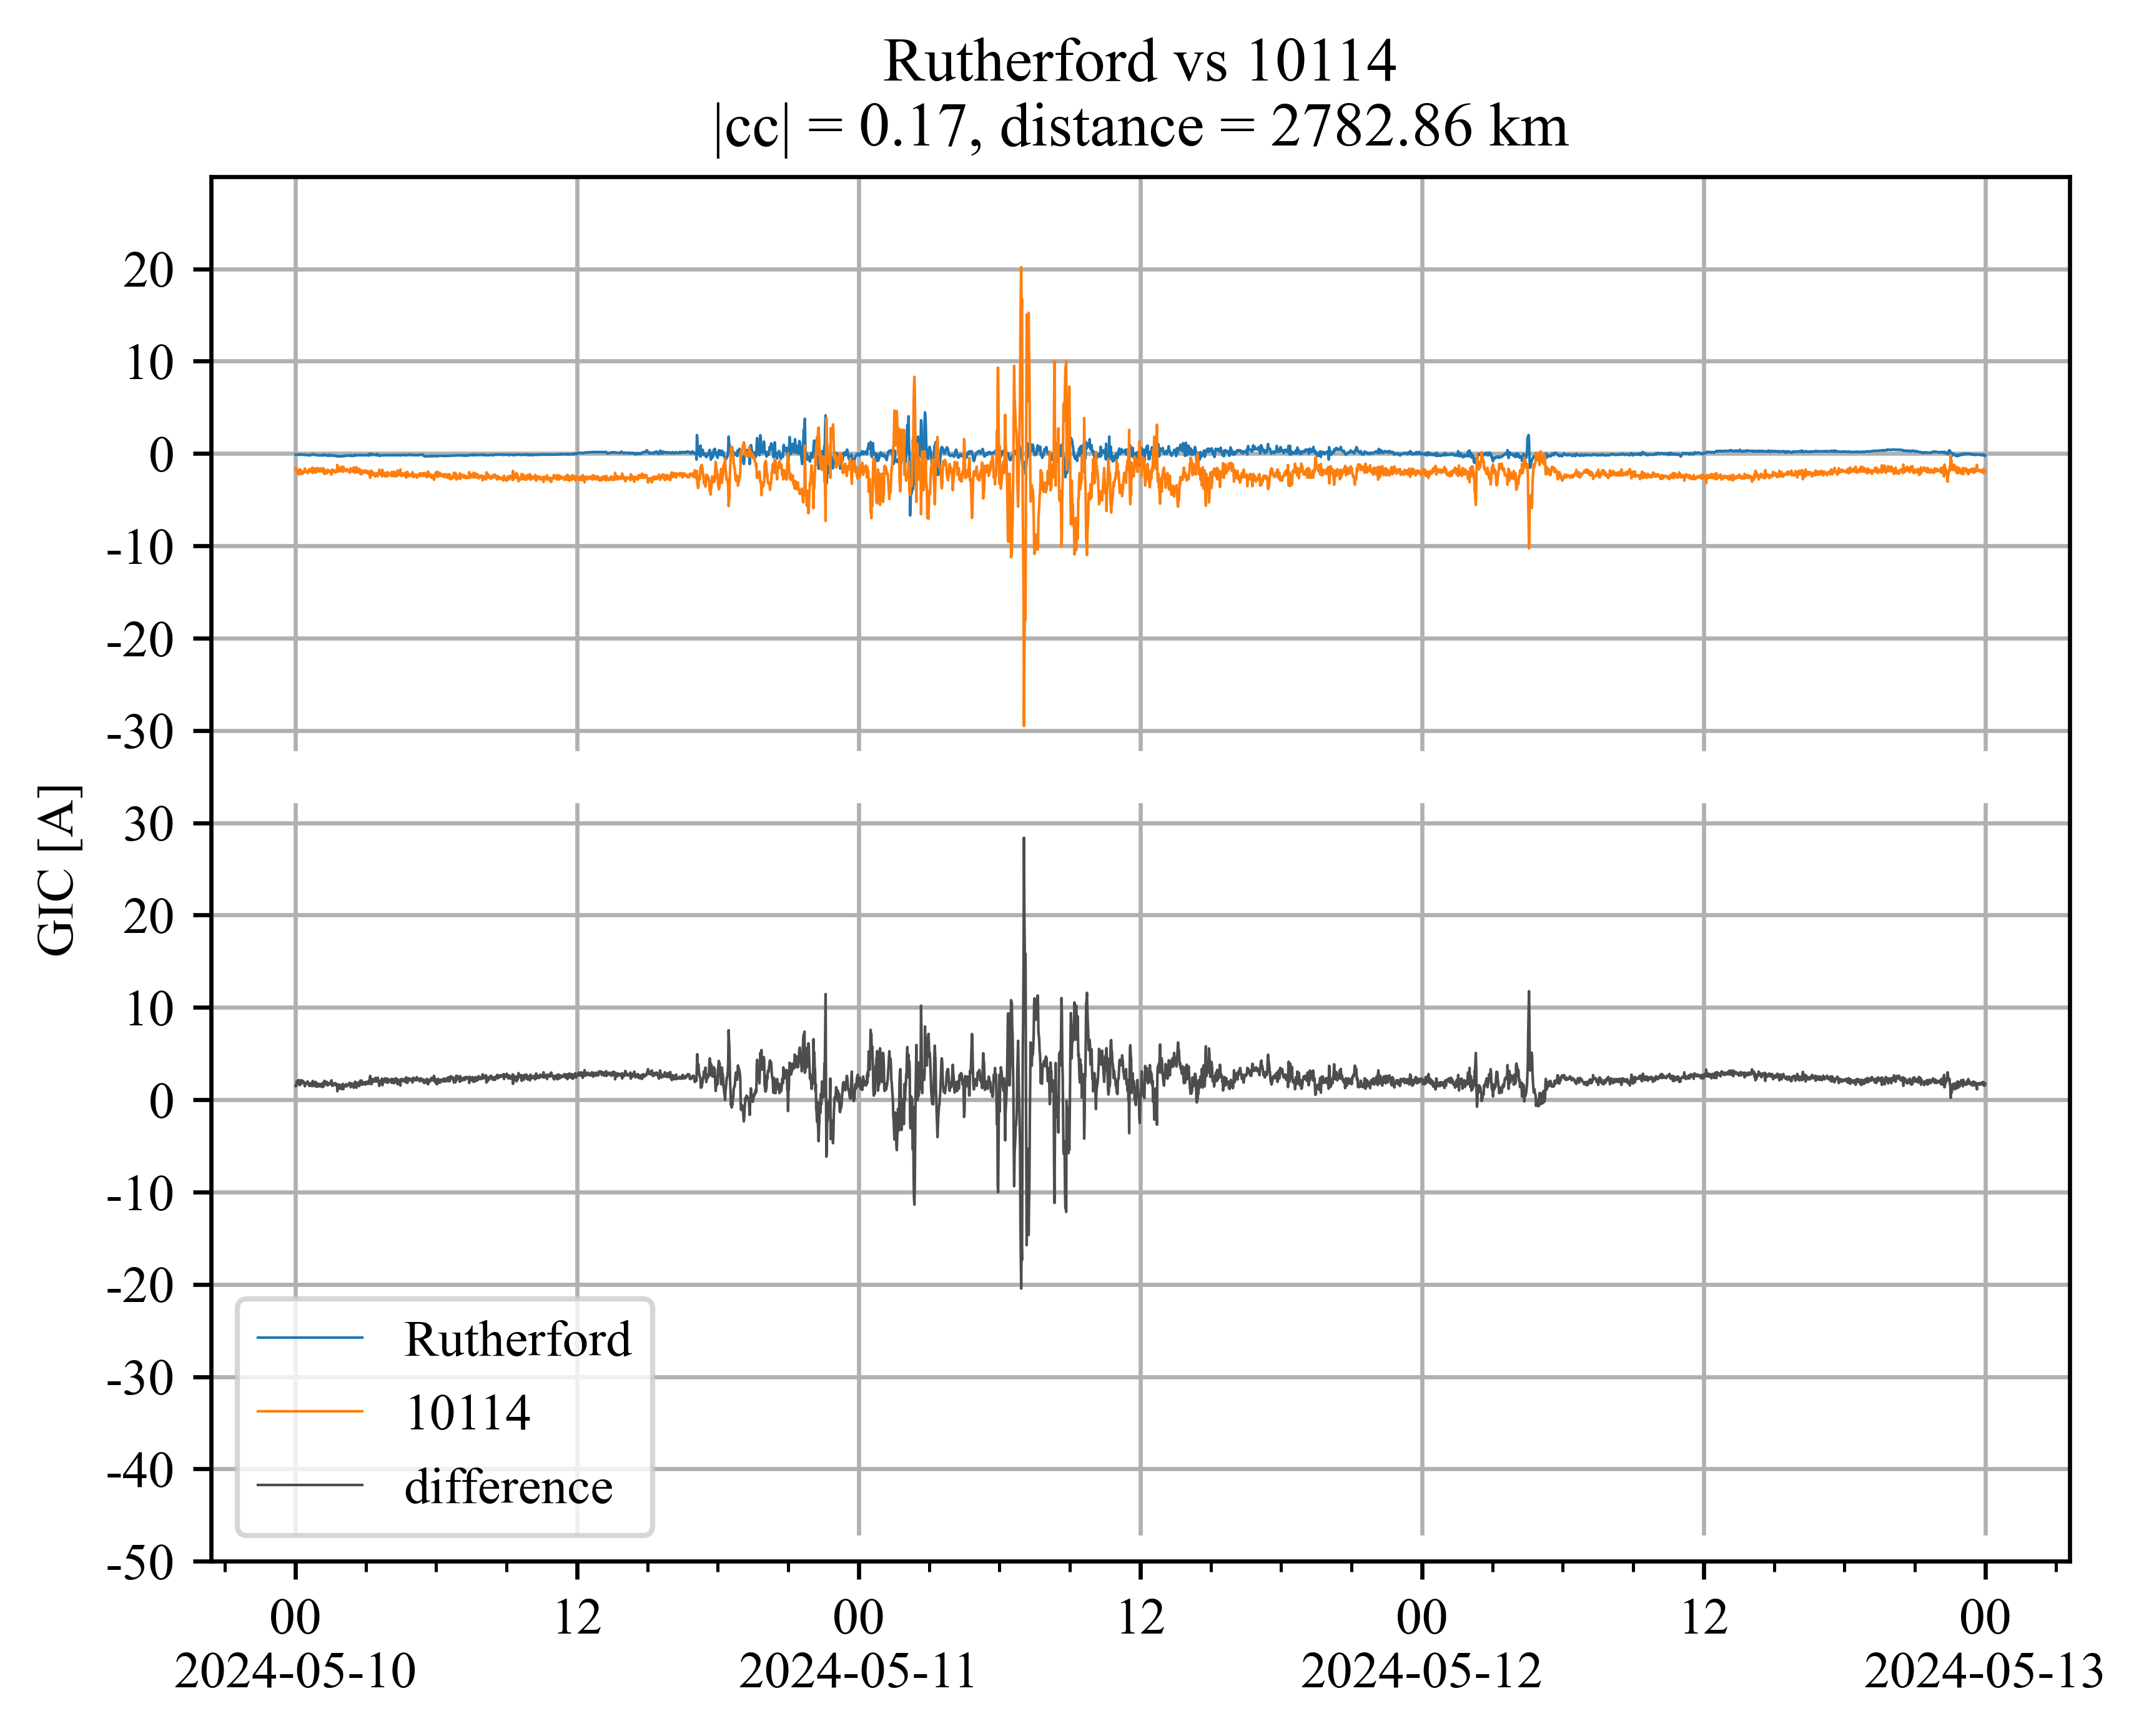 Rutherford vs 10114
|cc| = 0.17, distance = 2782.86 km
GIC [A]
20
10
0
-10
-20
-30
30
20
10
0
-10
-20
-30
-40
-50
Rutherford
10114
difference
00 12 00 12 00 12 00
2024-05-10 2024-05-11 2024-05-12 2024-05-13